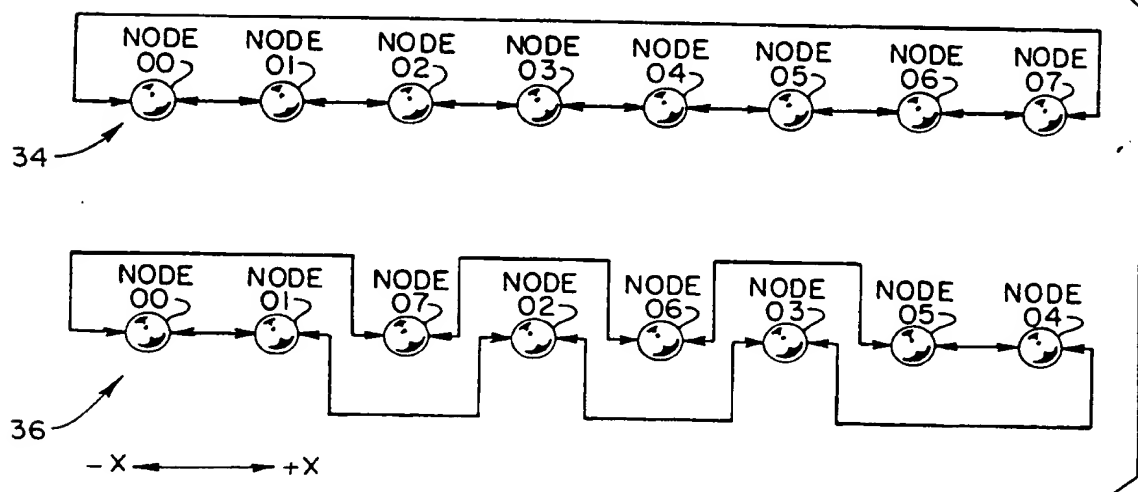 NODE 00 NODE 01 NODE 02 NODE 03 NODE 04 NODE 05 NODE 06 NODE 07
34
NODE 00 NODE 01 NODE 07 NODE 02 NODE 06 NODE 03 NODE 05 NODE 04
36
-X +X